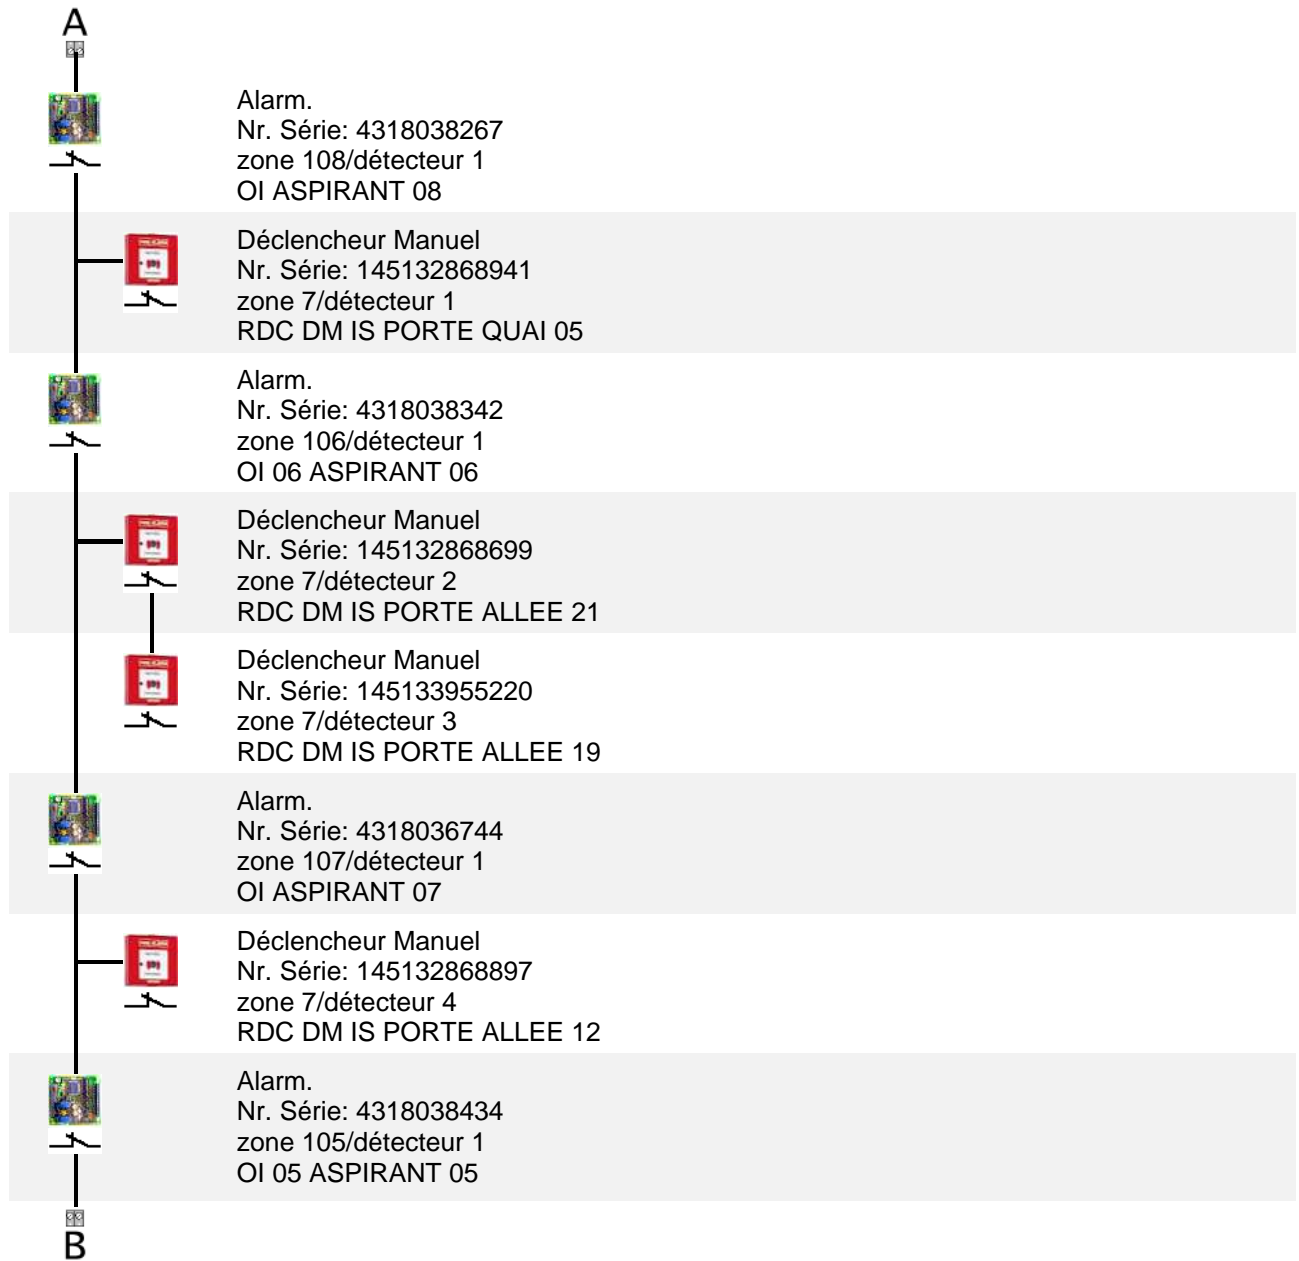 A
Alarm.
Nr. Série: 4318038267
zone 108/détecteur 1
OI ASPIRANT 08
Déclencheur Manuel
Nr. Série: 145132868941
zone 7/détecteur 1
RDC DM IS PORTE QUAI 05
Alarm.
Nr. Série: 4318038342
zone 106/détecteur 1
OI 06 ASPIRANT 06
Déclencheur Manuel
Nr. Série: 145132868699
zone 7/détecteur 2
RDC DM IS PORTE ALLEE 21
Déclencheur Manuel
Nr. Série: 145133955220
zone 7/détecteur 3
RDC DM IS PORTE ALLEE 19
Alarm.
Nr. Série: 4318036744
zone 107/détecteur 1
OI ASPIRANT 07
Déclencheur Manuel
Nr. Série: 145132868897
zone 7/détecteur 4
RDC DM IS PORTE ALLEE 12
Alarm.
Nr. Série: 4318038434
zone 105/détecteur 1
OI 05 ASPIRANT 05
B